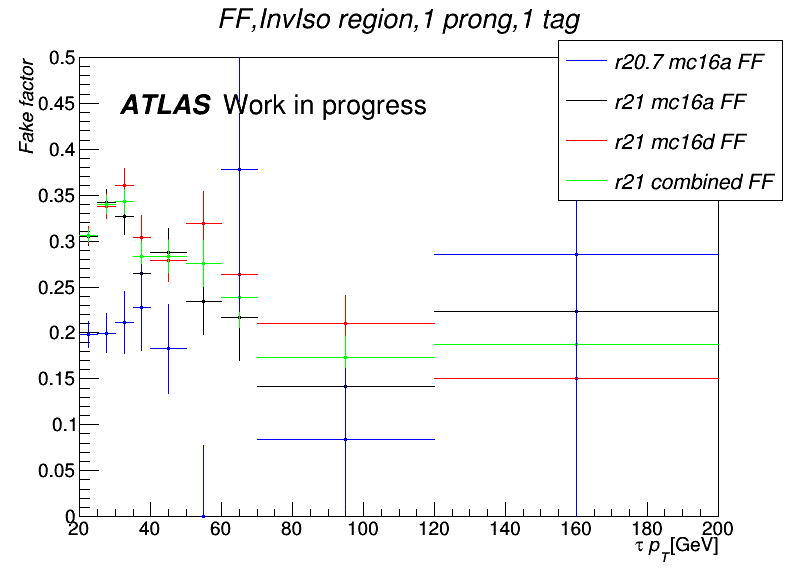 FF,InvIso region,1 prong,1 tag
Fake factor
ATLAS Work in progress
r20.7 mc16a FF
r21 mc16a FF
r21 mc16d FF
r21 combined FF
0.5
0.45
0.4
0.35
0.3
0.25
0.2
0.15
0.1
0.05
0
20 40 60 80 100 120 140 160 180 200
τ p_T[GeV]